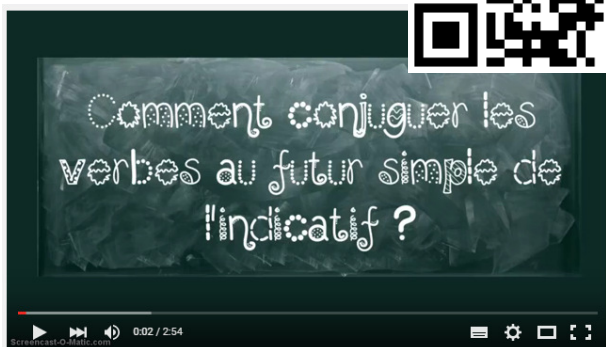 Comment conjuguer les
verbes au futur simple de
l'indicatif ?
0:02 / 2:54
Screencast-O-Matic.com